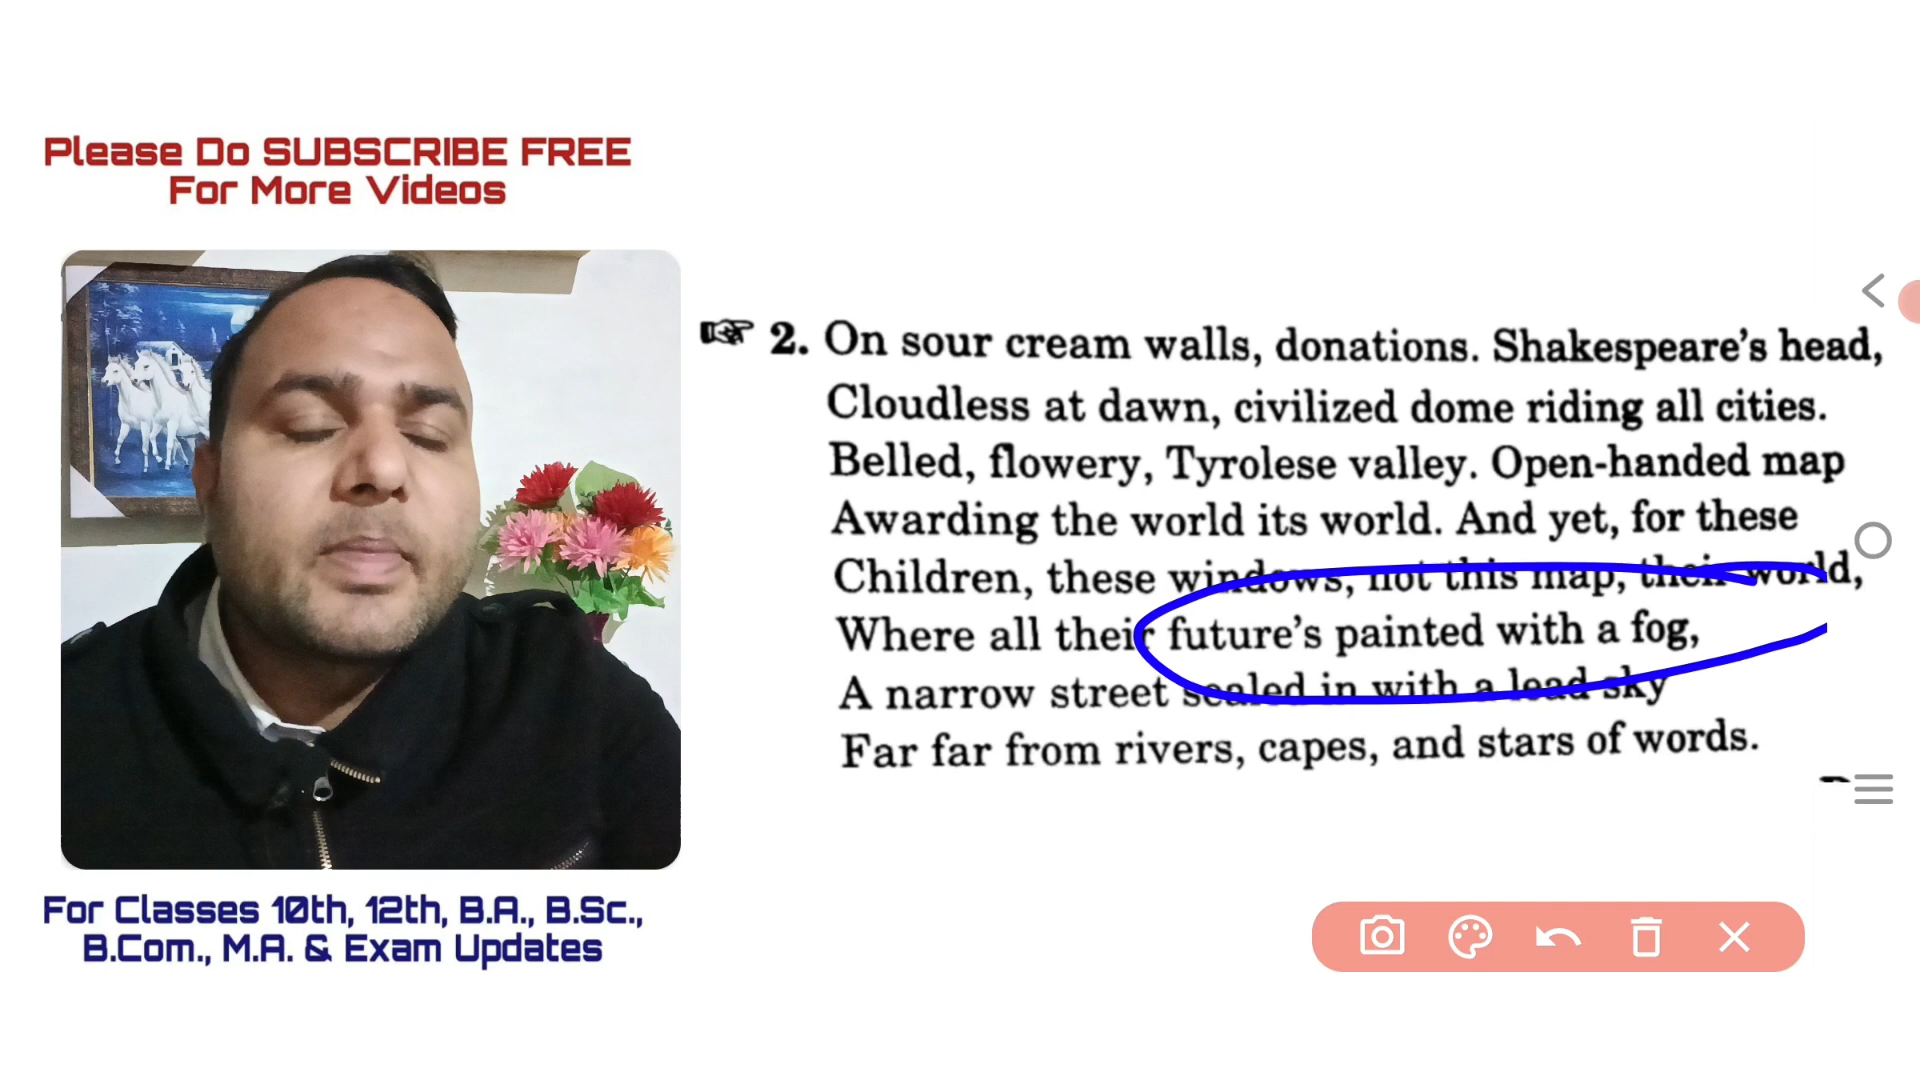 Please Do SUBSCRIBE FREE
For More Videos
2. On sour cream walls, donations. Shakespeare's head,
Cloudless at dawn, civilized dome riding all cities.
Belled, flowery, Tyrolese valley. Open-handed map
Awarding the world its world. And yet, for these
Children, these windows, not this map, their world,
Where all their future's painted with a fog,
A narrow street sealed in with a lead sky
Far far from rivers, capes, and stars of words.
For Classes 10th, 12th, B.A., B.Sc.,
B.Com., M.A. & Exam Updates